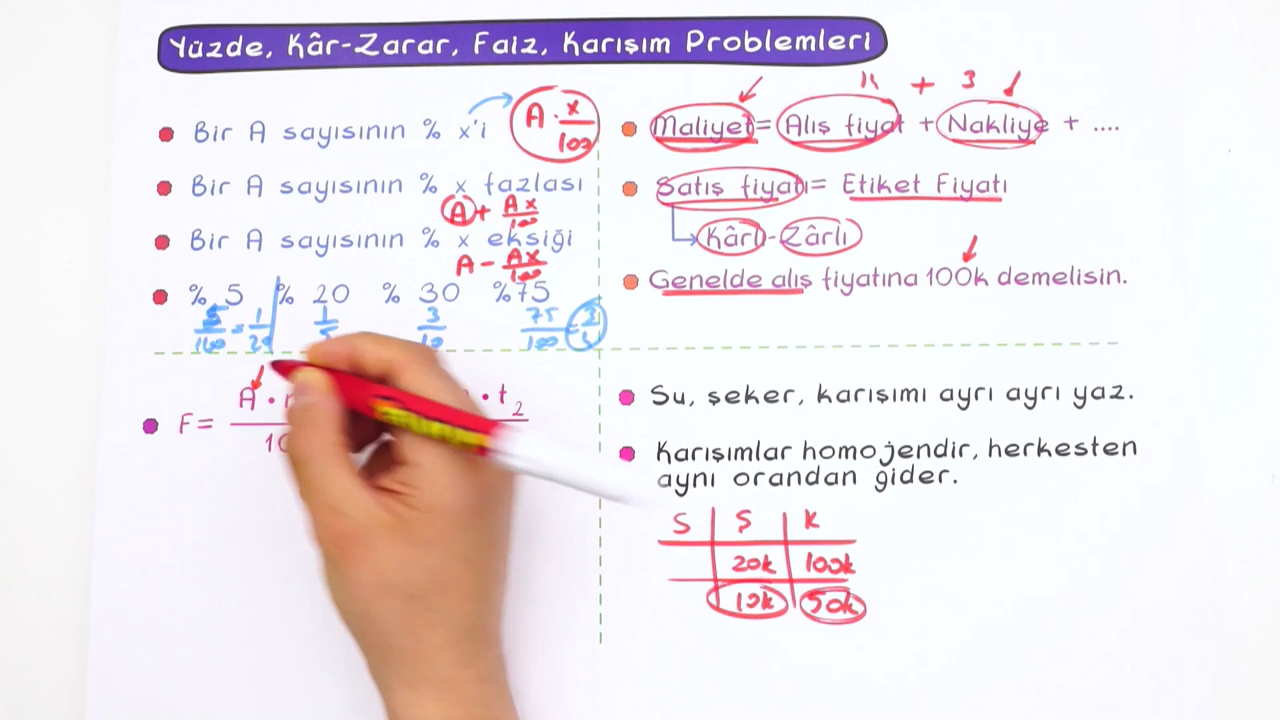 Yüzde, Kâr-Zarar, Faiz, Karışım Problemleri
Bir A sayısının % x'i A · x/100
Bir A sayısının % x fazlası
A + Ax/100
Bir A sayısının % x eksiği
A - Ax/100
% 5 % 20 % 30 %75
5/100 = 1/20 1/5 3/10 75/100 = 3/4
F= A · · t2
+ 3
Maliyet= Alış fiyat + Nakliye + ....
Satış fiyatı= Etiket Fiyatı
Kârlı-Zârlı
Genelde alış fiyatına 100k demelisin.
Su, şeker, karışımı ayrı ayrı yaz.
Karışımlar homojendir, herkesten
aynı orandan gider.
S Ş K
20k 100k
10k 50k